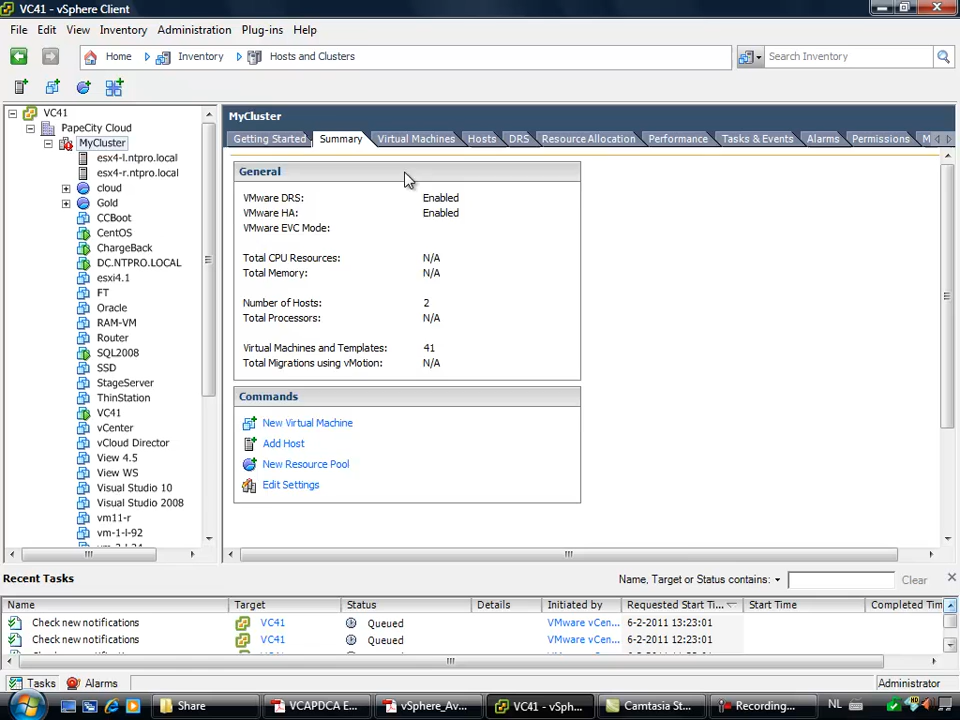 VC41 - vSphere Client
File Edit View Inventory Administration Plug-ins Help
Home Inventory Hosts and Clusters Search Inventory
VC41
PapeCity Cloud
MyCluster
esx4-l.ntpro.local
esx4-r.ntpro.local
cloud
Gold
CCBoot
CentOS
ChargeBack
DC.NTPRO.LOCAL
esxi4.1
FT
Oracle
RAM-VM
Router
SQL2008
SSD
StageServer
ThinStation
VC41
vCenter
vCloud Director
View 4.5
View WS
Visual Studio 10
Visual Studio 2008
vm11-r
vm-1-l-92
MyCluster
Getting Started Summary Virtual Machines Hosts DRS Resource Allocation Performance Tasks & Events Alarms Permissions M
General
VMware DRS: Enabled
VMware HA: Enabled
VMware EVC Mode:
Total CPU Resources: N/A
Total Memory: N/A
Number of Hosts: 2
Total Processors: N/A
Virtual Machines and Templates: 41
Total Migrations using vMotion: N/A
Commands
New Virtual Machine
Add Host
New Resource Pool
Edit Settings
Recent Tasks Name, Target or Status contains: Clear
Name Target Status Details Initiated by Requested Start Ti... Start Time Completed Tim
Check new notifications VC41 Queued VMware vCen... 6-2-2011 13:23:01
Check new notifications VC41 Queued VMware vCen... 6-2-2011 12:23:01
Tasks Alarms Administrator
Share VCAPDCA E... vSphere_Av... VC41 - vSph... Camtasia St... Recording... NL